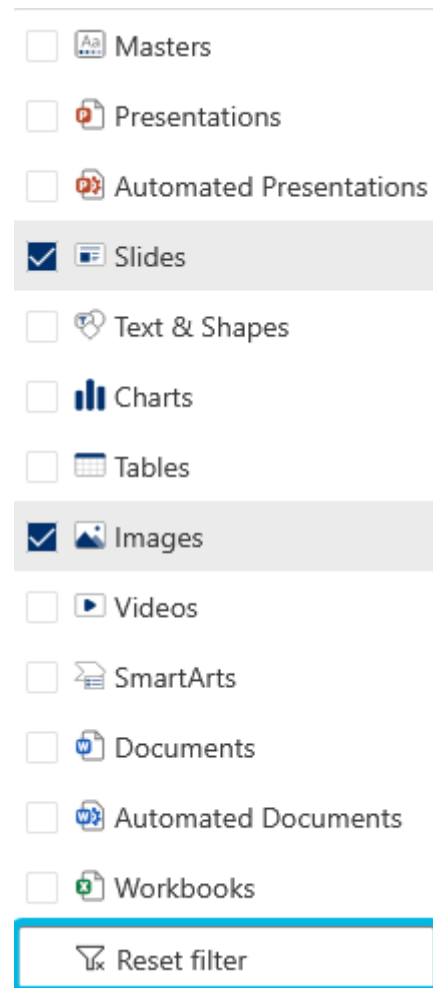 Masters
Presentations
Automated Presentations
Slides
Text & Shapes
Charts
Tables
Images
Videos
SmartArts
Documents
Automated Documents
Workbooks
Reset filter